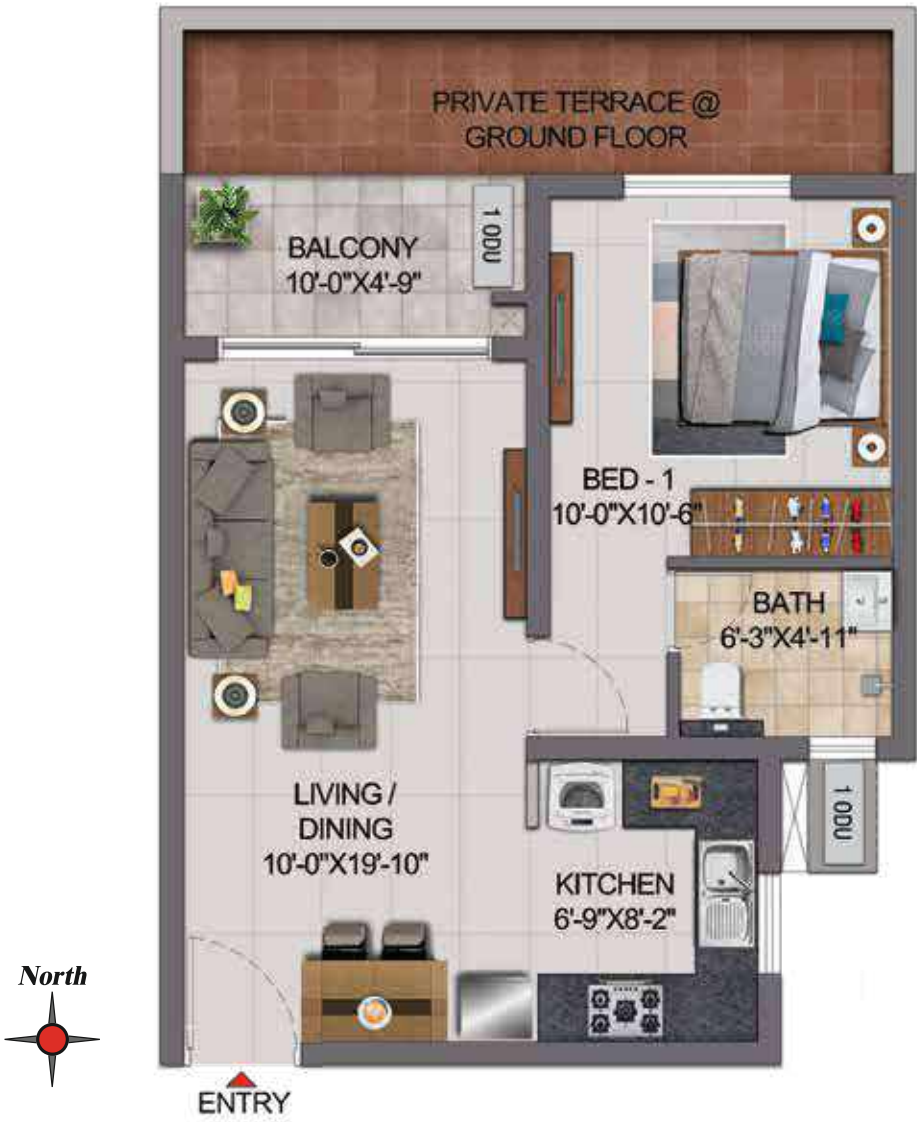 PRIVATE TERRACE @
GROUND FLOOR
BALCONY
10'-0"X4'-9"
1 ODU
BED - 1
10'-0"X10'-6"
BATH
6'-3"X4'-11"
LIVING /
DINING
10'-0"X19'-10"
1 ODU
KITCHEN
6'-9"X8'-2"
North
ENTRY